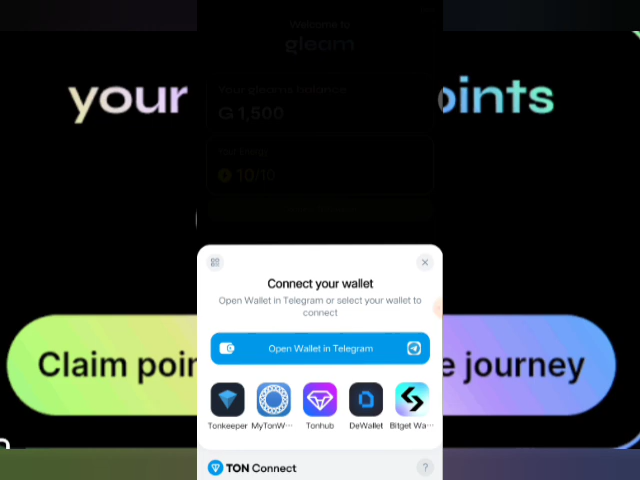 Welcome to
gleam
your
oints
Your gleams balance
G 1,500
10/10
Connect your wallet
Open Wallet in Telegram or select your wallet to
connect
Open Wallet in Telegram
Claim poin
e journey
Tonkeeper MyTonW··· Tonhub DeWallet Bitget Wa···
TON Connect
?